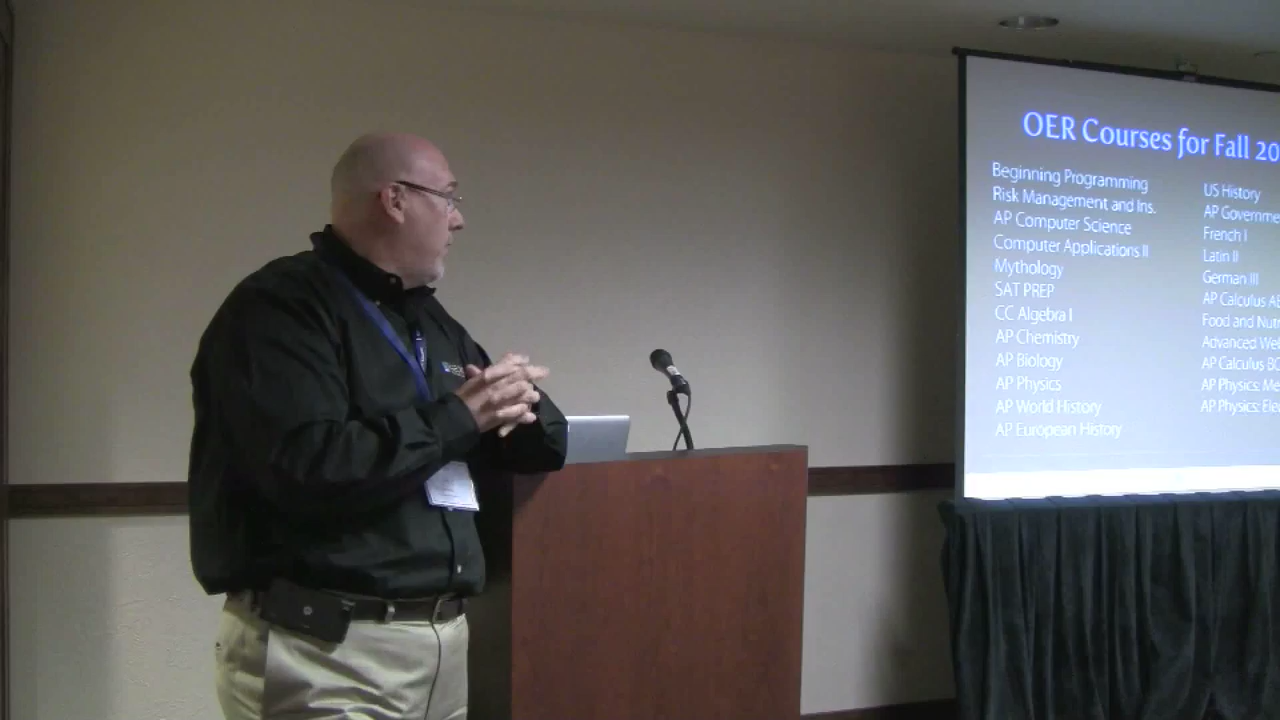 OER Courses for Fall 20
Beginning Programming
Risk Management and Ins.
AP Computer Science
Computer Applications II
Mythology
SAT PREP
CC Algebra I
AP Chemistry
AP Biology
AP Physics
AP World History
AP European History
US History
AP Governme
French I
Latin II
German III
AP Calculus AB
Food and Nutr
Advanced Web
AP Calculus BC
AP Physics: Me
AP Physics: Elec